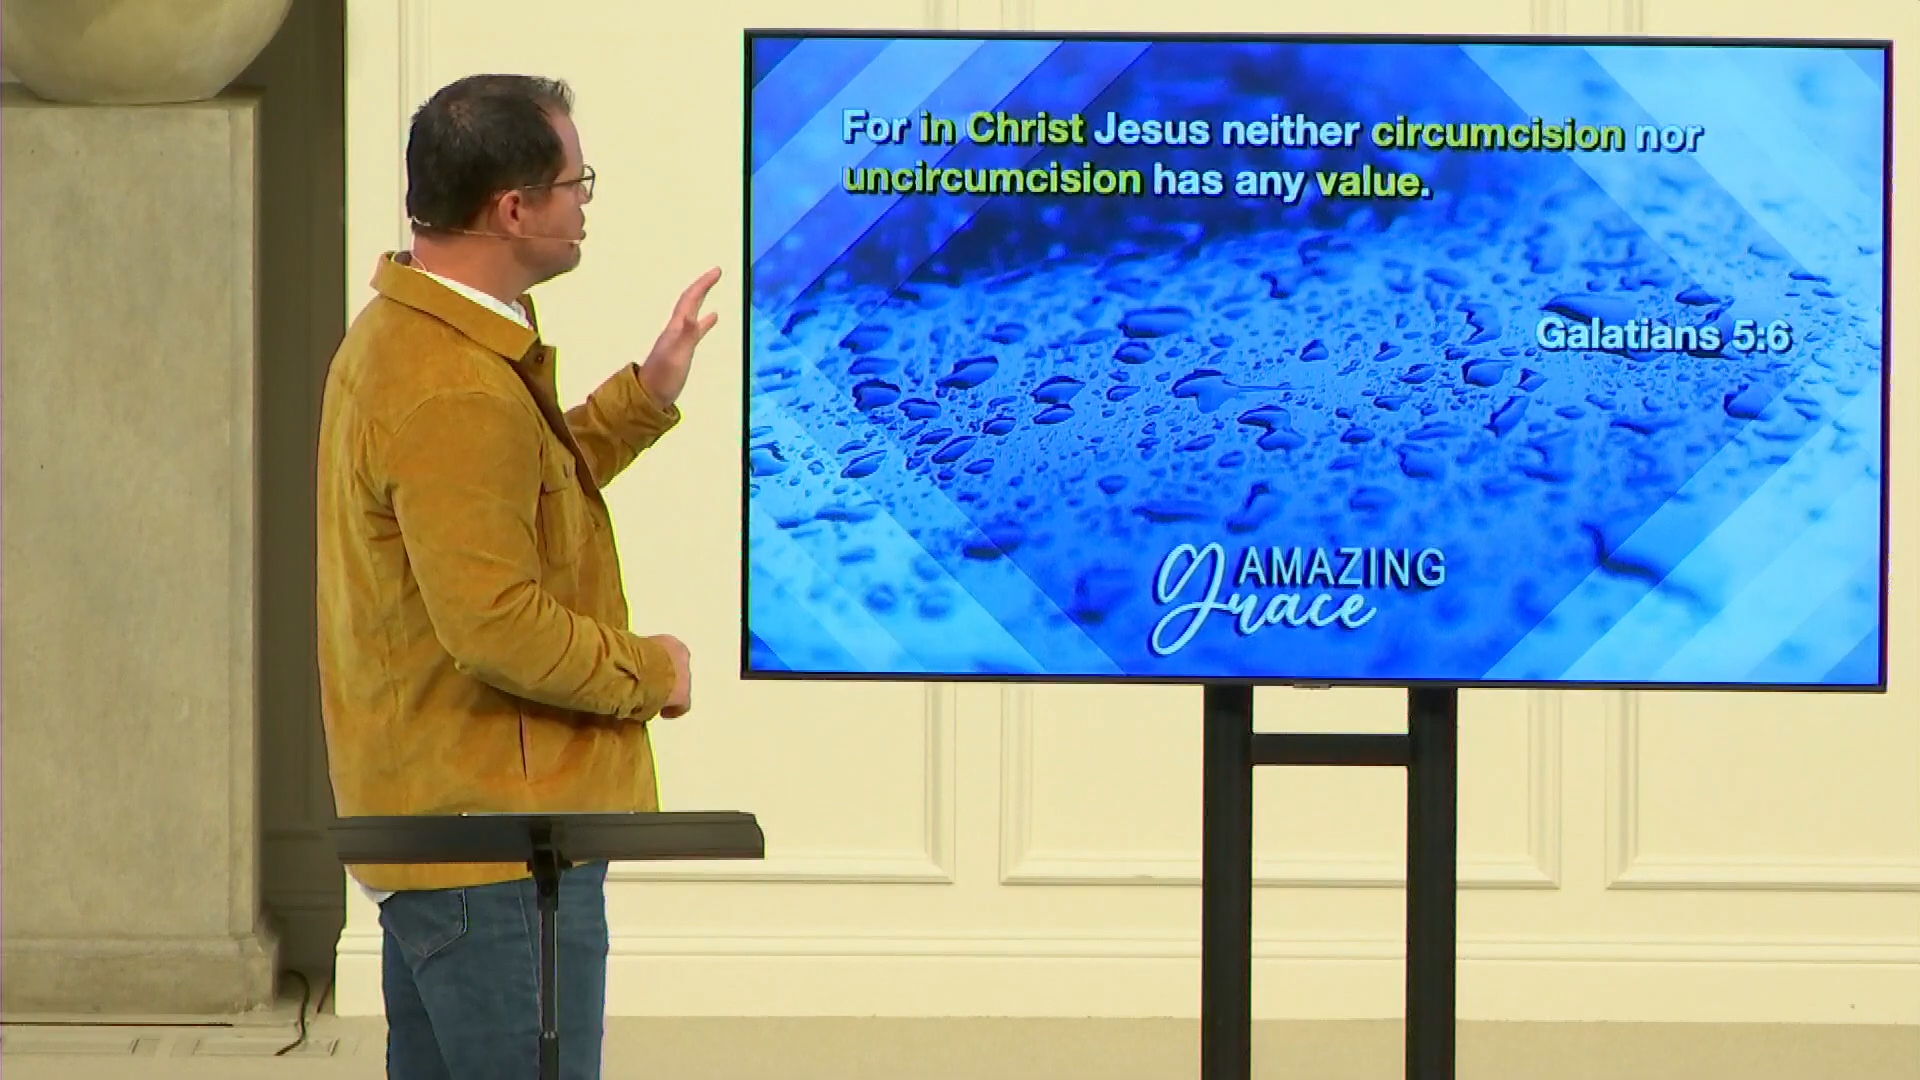 For in Christ Jesus neither circumcision nor
uncircumcision has any value.
Galatians 5:6
AMAZING
Grace